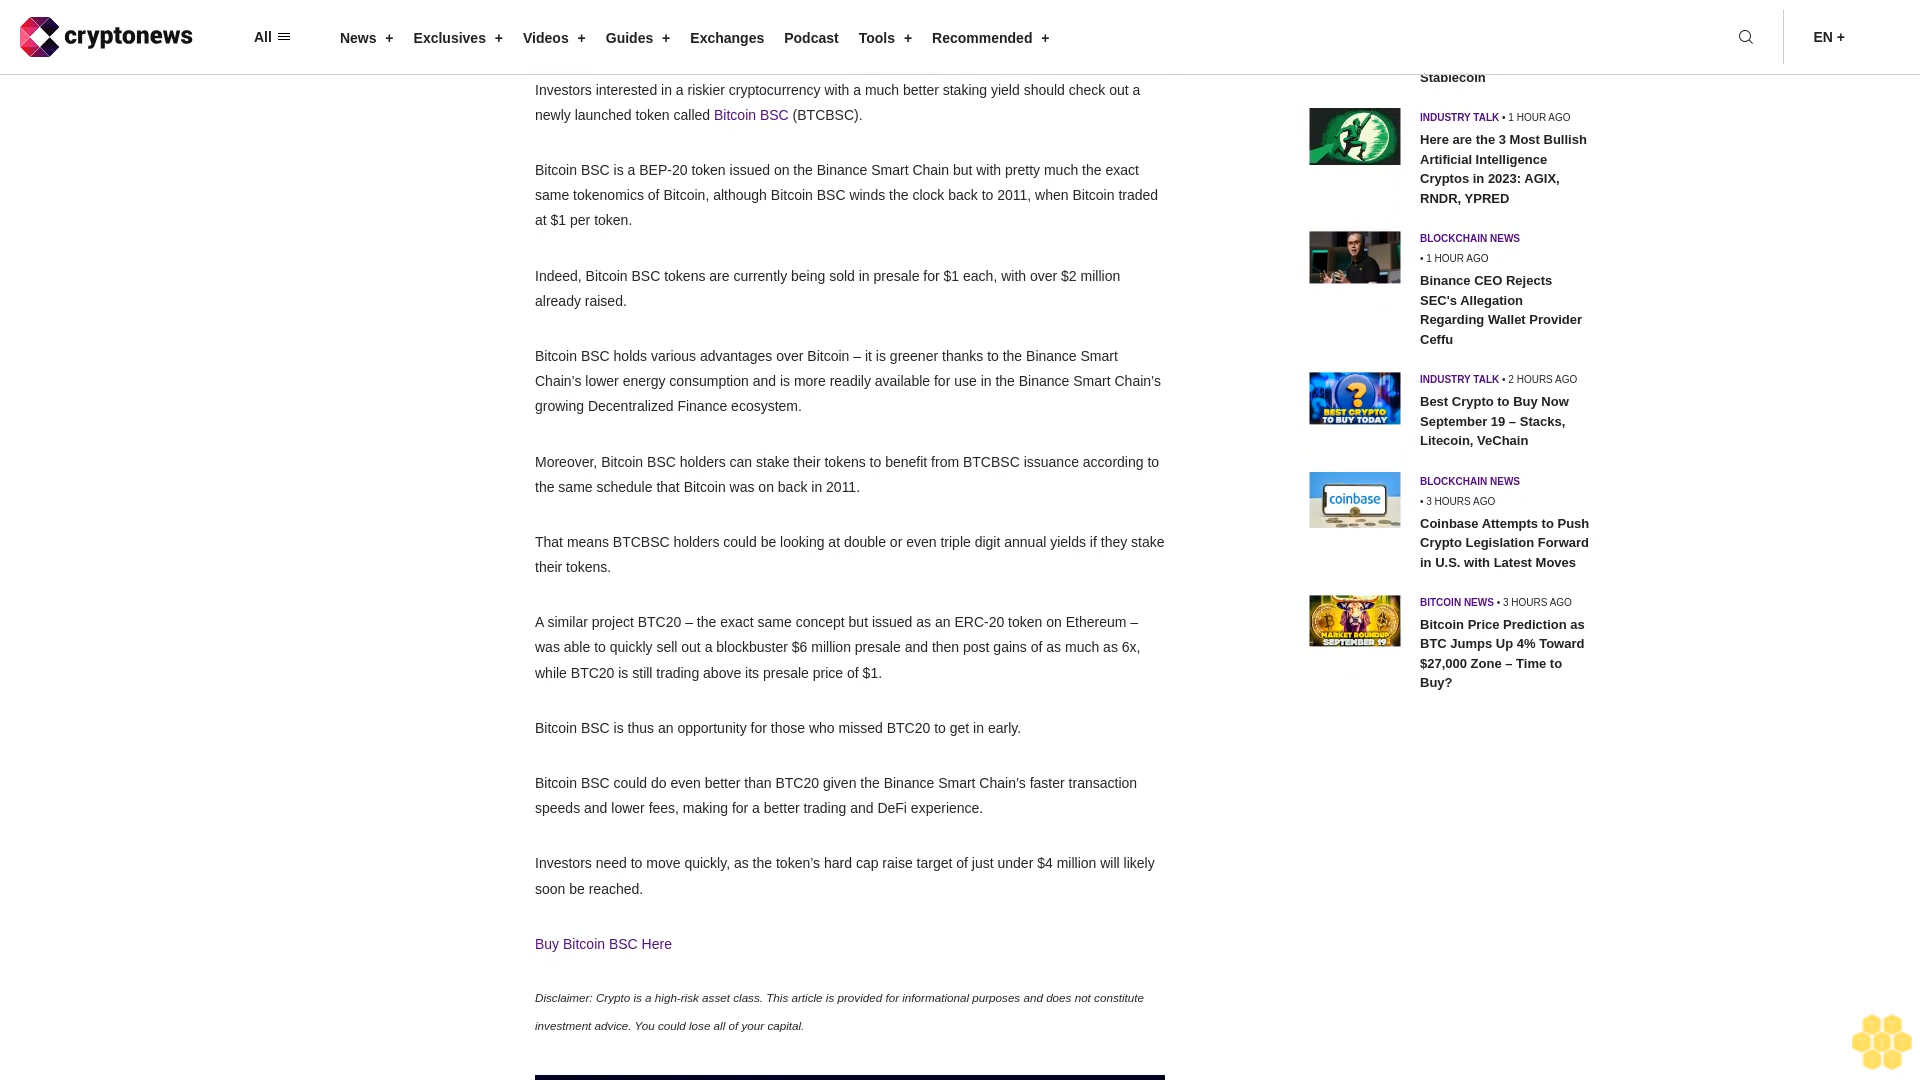 cryptonews
All
News +
Exclusives +
Videos +
Guides +
Exchanges
Podcast
Tools +
Recommended +
EN +
Investors interested in a riskier cryptocurrency with a much better staking yield should check out a
newly launched token called Bitcoin BSC (BTCBSC).
Bitcoin BSC is a BEP-20 token issued on the Binance Smart Chain but with pretty much the exact
same tokenomics of Bitcoin, although Bitcoin BSC winds the clock back to 2011, when Bitcoin traded
at $1 per token.
Indeed, Bitcoin BSC tokens are currently being sold in presale for $1 each, with over $2 million
already raised.
Bitcoin BSC holds various advantages over Bitcoin – it is greener thanks to the Binance Smart
Chain’s lower energy consumption and is more readily available for use in the Binance Smart Chain’s
growing Decentralized Finance ecosystem.
Moreover, Bitcoin BSC holders can stake their tokens to benefit from BTCBSC issuance according to
the same schedule that Bitcoin was on back in 2011.
That means BTCBSC holders could be looking at double or even triple digit annual yields if they stake
their tokens.
A similar project BTC20 – the exact same concept but issued as an ERC-20 token on Ethereum –
was able to quickly sell out a blockbuster $6 million presale and then post gains of as much as 6x,
while BTC20 is still trading above its presale price of $1.
Bitcoin BSC is thus an opportunity for those who missed BTC20 to get in early.
Bitcoin BSC could do even better than BTC20 given the Binance Smart Chain’s faster transaction
speeds and lower fees, making for a better trading and DeFi experience.
Investors need to move quickly, as the token’s hard cap raise target of just under $4 million will likely
soon be reached.
Buy Bitcoin BSC Here
Disclaimer: Crypto is a high-risk asset class. This article is provided for informational purposes and does not constitute
investment advice. You could lose all of your capital.
Stablecoin
INDUSTRY TALK • 1 HOUR AGO
Here are the 3 Most Bullish
Artificial Intelligence
Cryptos in 2023: AGIX,
RNDR, YPRED
BLOCKCHAIN NEWS
• 1 HOUR AGO
Binance CEO Rejects
SEC's Allegation
Regarding Wallet Provider
Ceffu
BEST CRYPTO
TO BUY TODAY
INDUSTRY TALK • 2 HOURS AGO
Best Crypto to Buy Now
September 19 – Stacks,
Litecoin, VeChain
coinbase
BLOCKCHAIN NEWS
• 3 HOURS AGO
Coinbase Attempts to Push
Crypto Legislation Forward
in U.S. with Latest Moves
MARKET ROUNDUP
SEPTEMBER 19
BITCOIN NEWS • 3 HOURS AGO
Bitcoin Price Prediction as
BTC Jumps Up 4% Toward
$27,000 Zone – Time to
Buy?